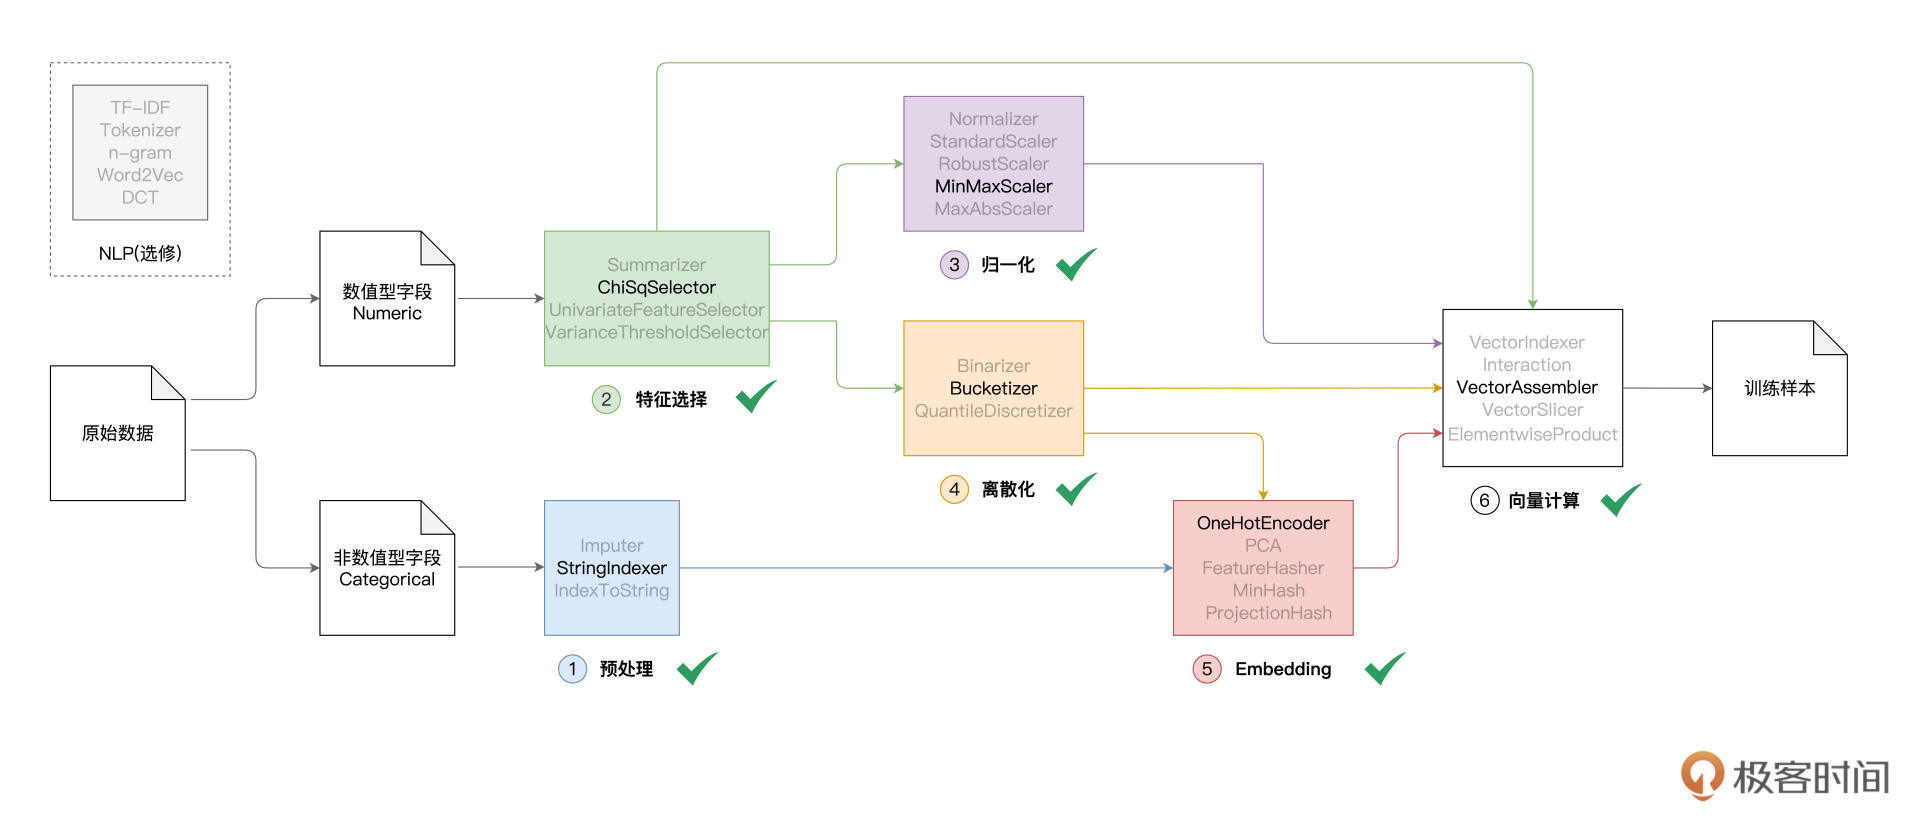 TF-IDF
Tokenizer
n-gram
Word2Vec
DCT
NLP(选修)
原始数据
数值型字段
Numeric
非数值型字段
Categorical
Summarizer
ChiSqSelector
UnivariateFeatureSelector
VarianceThresholdSelector
2 特征选择
Imputer
StringIndexer
IndexToString
1 预处理
Normalizer
StandardScaler
RobustScaler
MinMaxScaler
MaxAbsScaler
3 归一化
Binarizer
Bucketizer
QuantileDiscretizer
4 离散化
OneHotEncoder
PCA
FeatureHasher
MinHash
ProjectionHash
5 Embedding
VectorIndexer
Interaction
VectorAssembler
VectorSlicer
ElementwiseProduct
6 向量计算
训练样本
极客时间